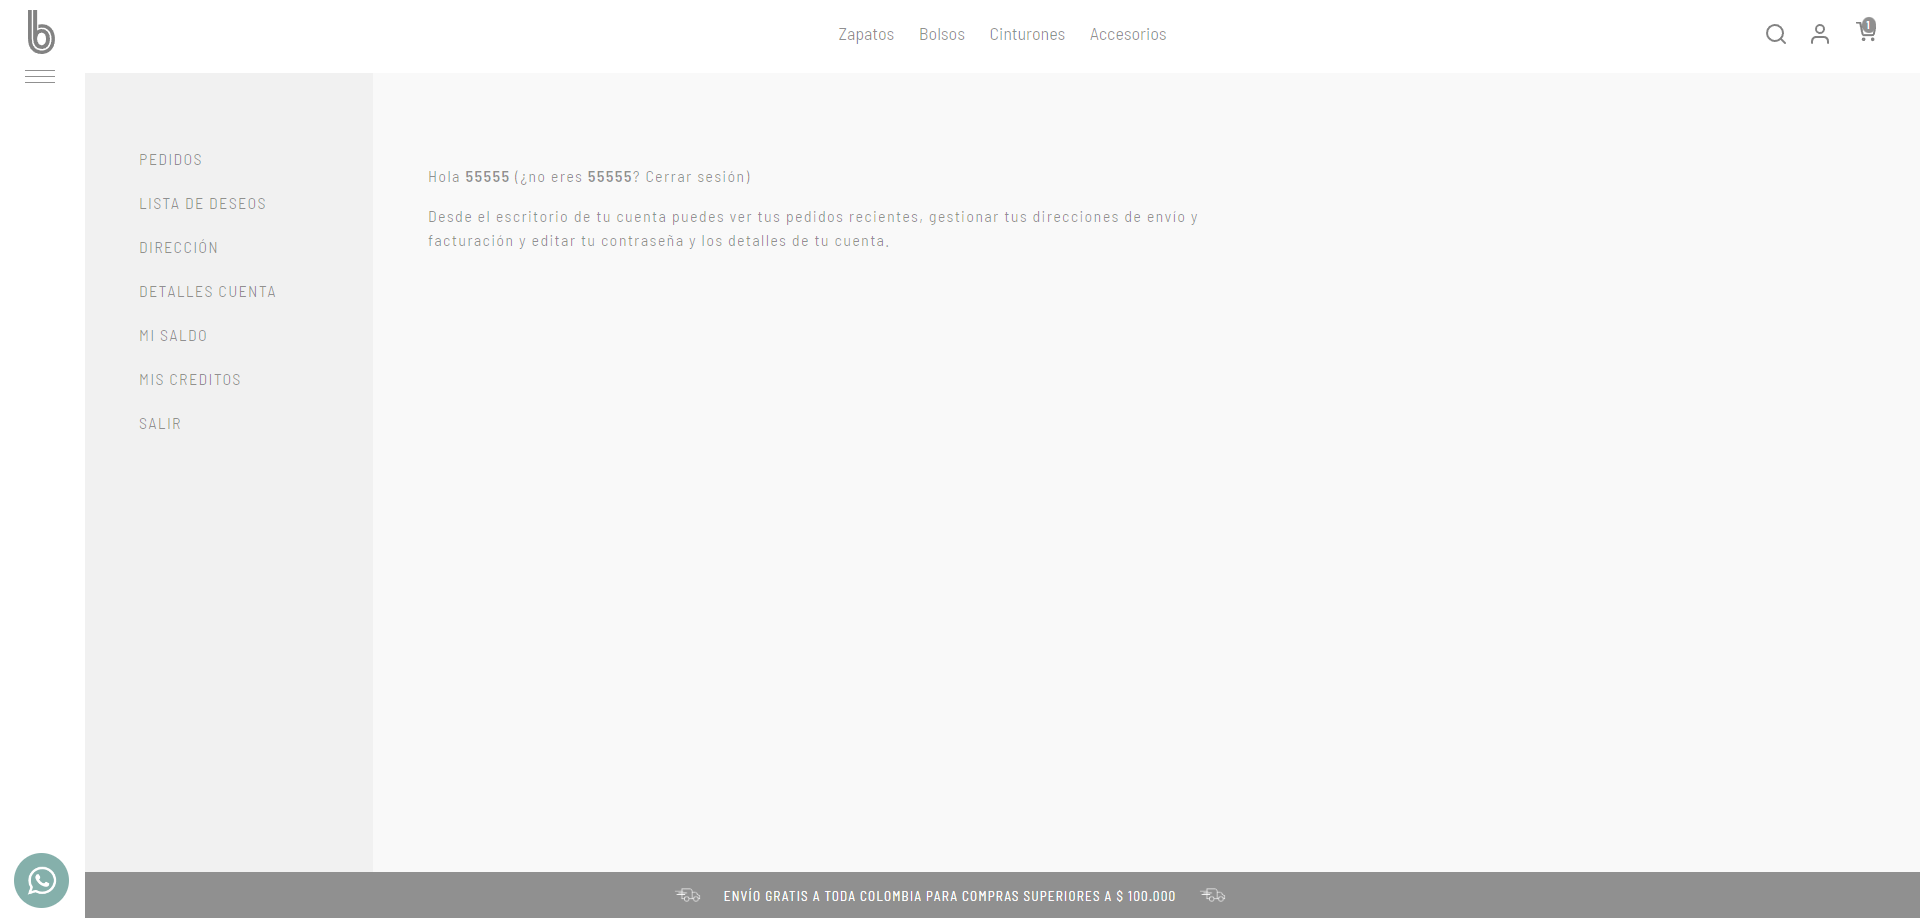 b
Zapatos Bolsos Cinturones Accesorios
1
PEDIDOS
LISTA DE DESEOS
DIRECCIÓN
DETALLES CUENTA
MI SALDO
MIS CREDITOS
SALIR
Hola 55555 (¿no eres 55555? Cerrar sesión)
Desde el escritorio de tu cuenta puedes ver tus pedidos recientes, gestionar tus direcciones de envío y
facturación y editar tu contraseña y los detalles de tu cuenta.
ENVÍO GRATIS A TODA COLOMBIA PARA COMPRAS SUPERIORES A $ 100.000